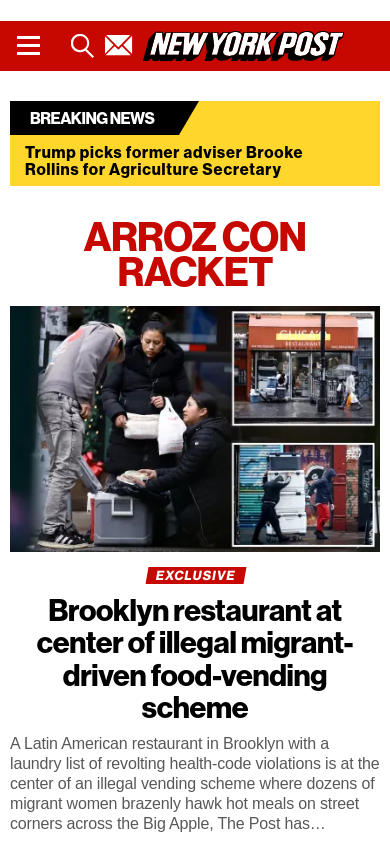 NEW YORK POST
BREAKING NEWS
Trump picks former adviser Brooke
Rollins for Agriculture Secretary
ARROZ CON
RACKET
RESTAURANT
EXCLUSIVE
Brooklyn restaurant at
center of illegal migrant-
driven food-vending
scheme
A Latin American restaurant in Brooklyn with a
laundry list of revolting health-code violations is at the
center of an illegal vending scheme where dozens of
migrant women brazenly hawk hot meals on street
corners across the Big Apple, The Post has…